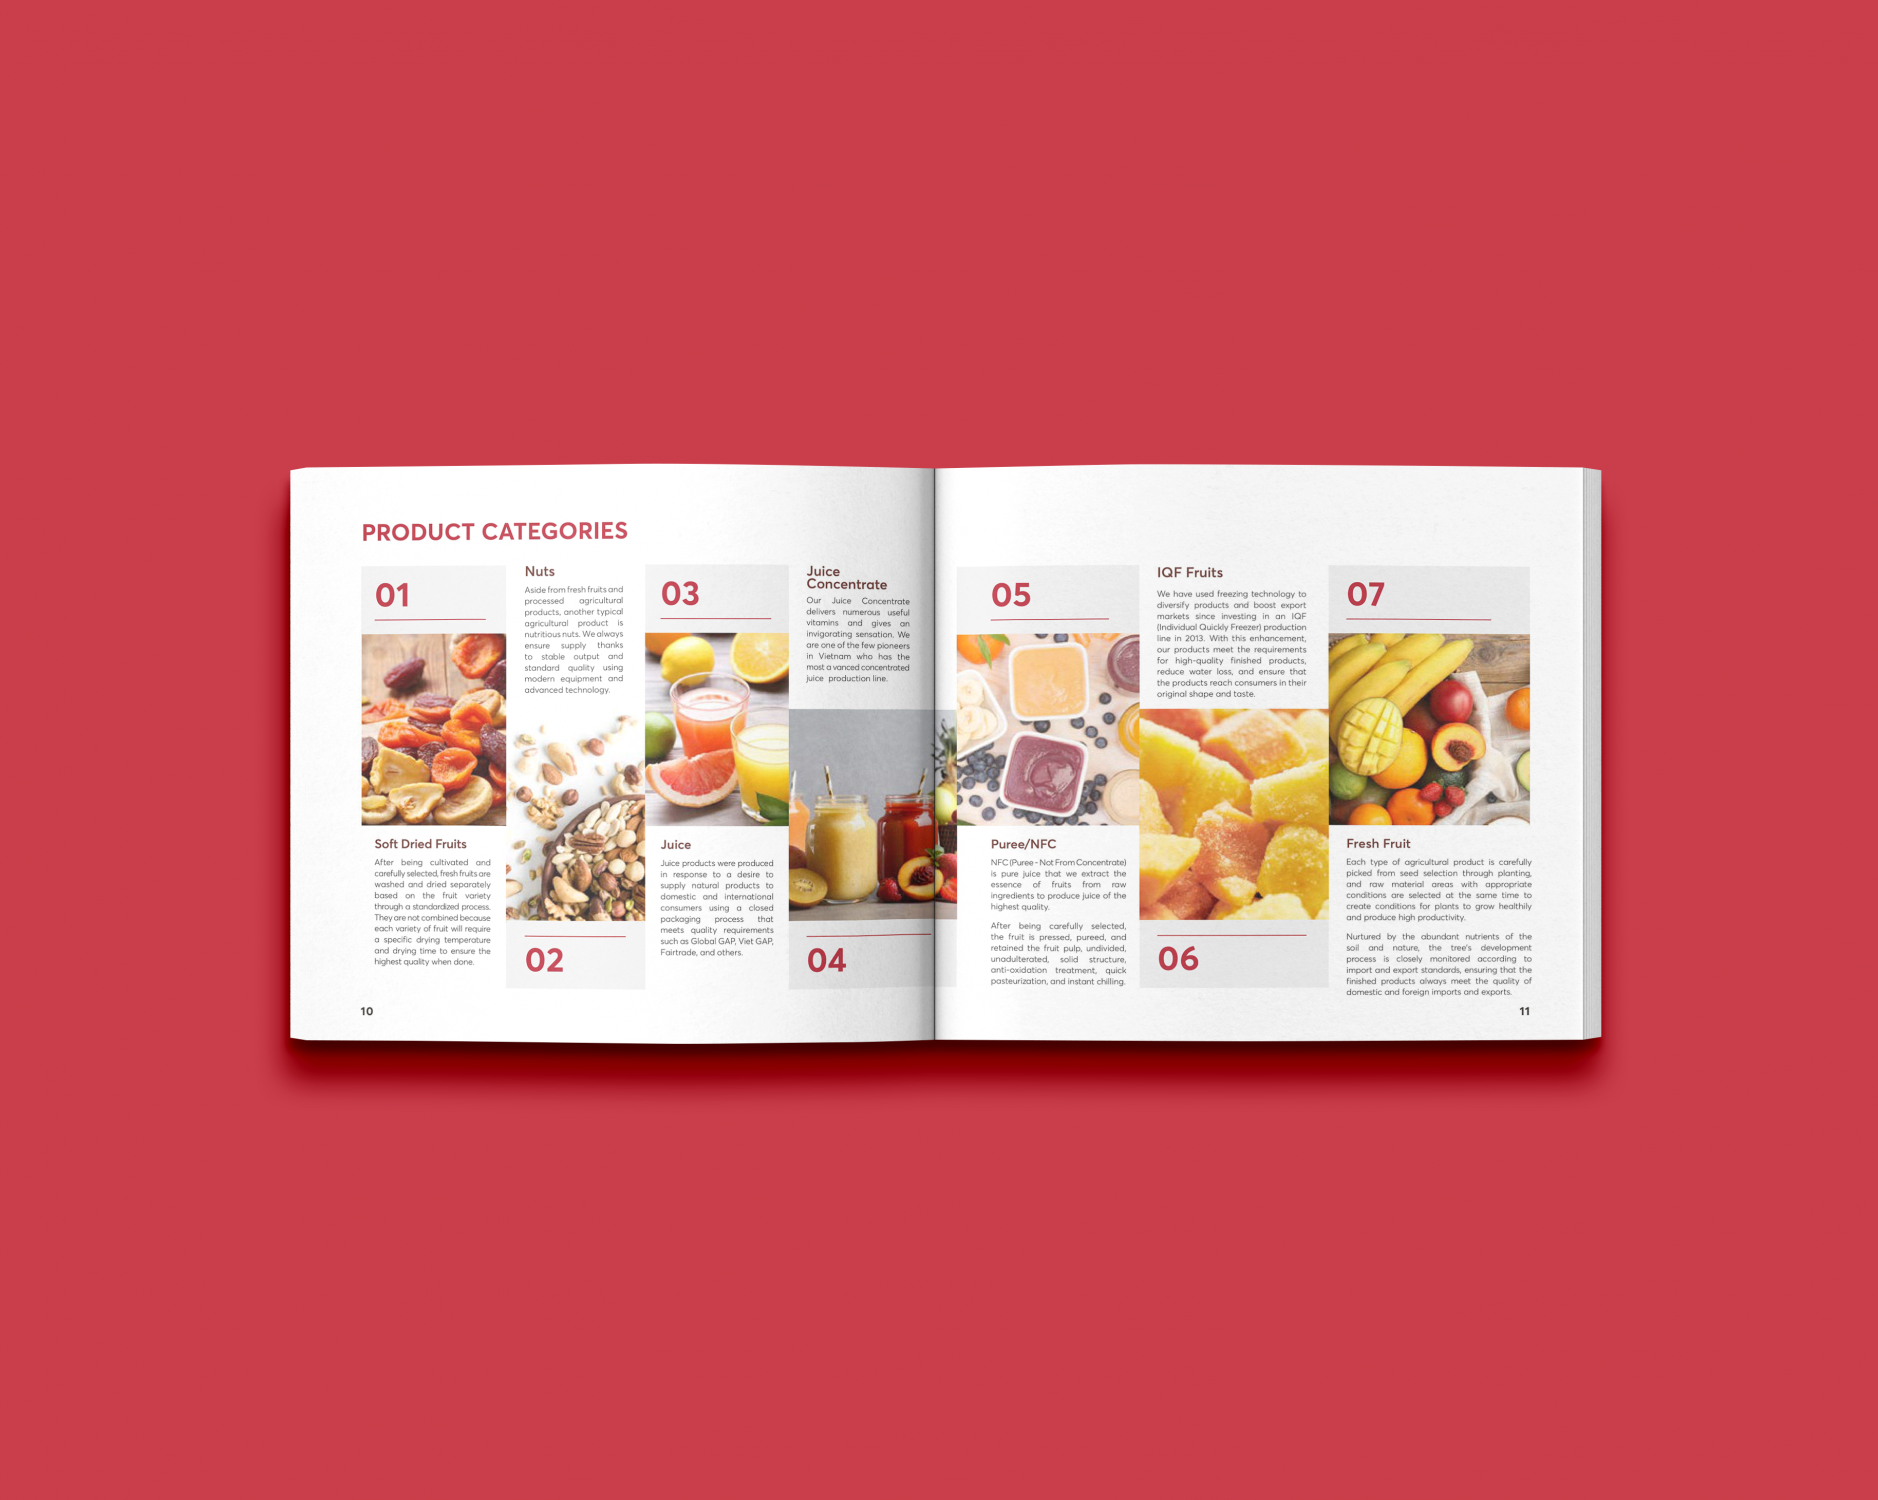 PRODUCT CATEGORIES
01
Soft Dried Fruits
After being cultivated and
carefully selected, fresh fruits are
washed and dried separately
based on the fruit variety
through a standardized process.
They are not combined because
each variety of fruit will require
a specific drying temperature
and drying time to ensure the
highest quality when done.
Nuts
Aside from fresh fruits and
processed agricultural
products, another typical
agricultural product is
nutritious nuts. We always
ensure supply thanks
to stable output and
standard quality using
modern equipment and
advanced technology.
02
03
Juice
Juice products were produced
in response to a desire to
supply natural products to
domestic and international
consumers using a closed
packaging process that
meets quality requirements
such as Global GAP, Viet GAP,
Fairtrade, and others.
Juice
Concentrate
Our Juice Concentrate
delivers numerous useful
vitamins and gives an
invigorating sensation. We
are one of the few pioneers
in Vietnam who has the
most a vanced concentrated
juice production line.
04
05
Puree/NFC
NFC (Puree - Not From Concentrate)
is pure juice that we extract the
essence of fruits from raw
ingredients to produce juice of the
highest quality.
After being carefully selected,
the fruit is pressed, pureed, and
retained the fruit pulp, undivided,
unadulterated, solid structure,
anti-oxidation treatment, quick
pasteurization, and instant chilling.
IQF Fruits
We have used freezing technology to
diversify products and boost export
markets since investing in an IQF
(Individual Quickly Freezer) production
line in 2013. With this enhancement,
our products meet the requirements
for high-quality finished products,
reduce water loss, and ensure that
the products reach consumers in their
original shape and taste.
06
07
Fresh Fruit
Each type of agricultural product is carefully
picked from seed selection through planting,
and raw material areas with appropriate
conditions are selected at the same time to
create conditions for plants to grow healthily
and produce high productivity.
Nurtured by the abundant nutrients of the
soil and nature, the tree's development
process is closely monitored according to
import and export standards, ensuring that the
finished products always meet the quality of
domestic and foreign imports and exports.
10
11